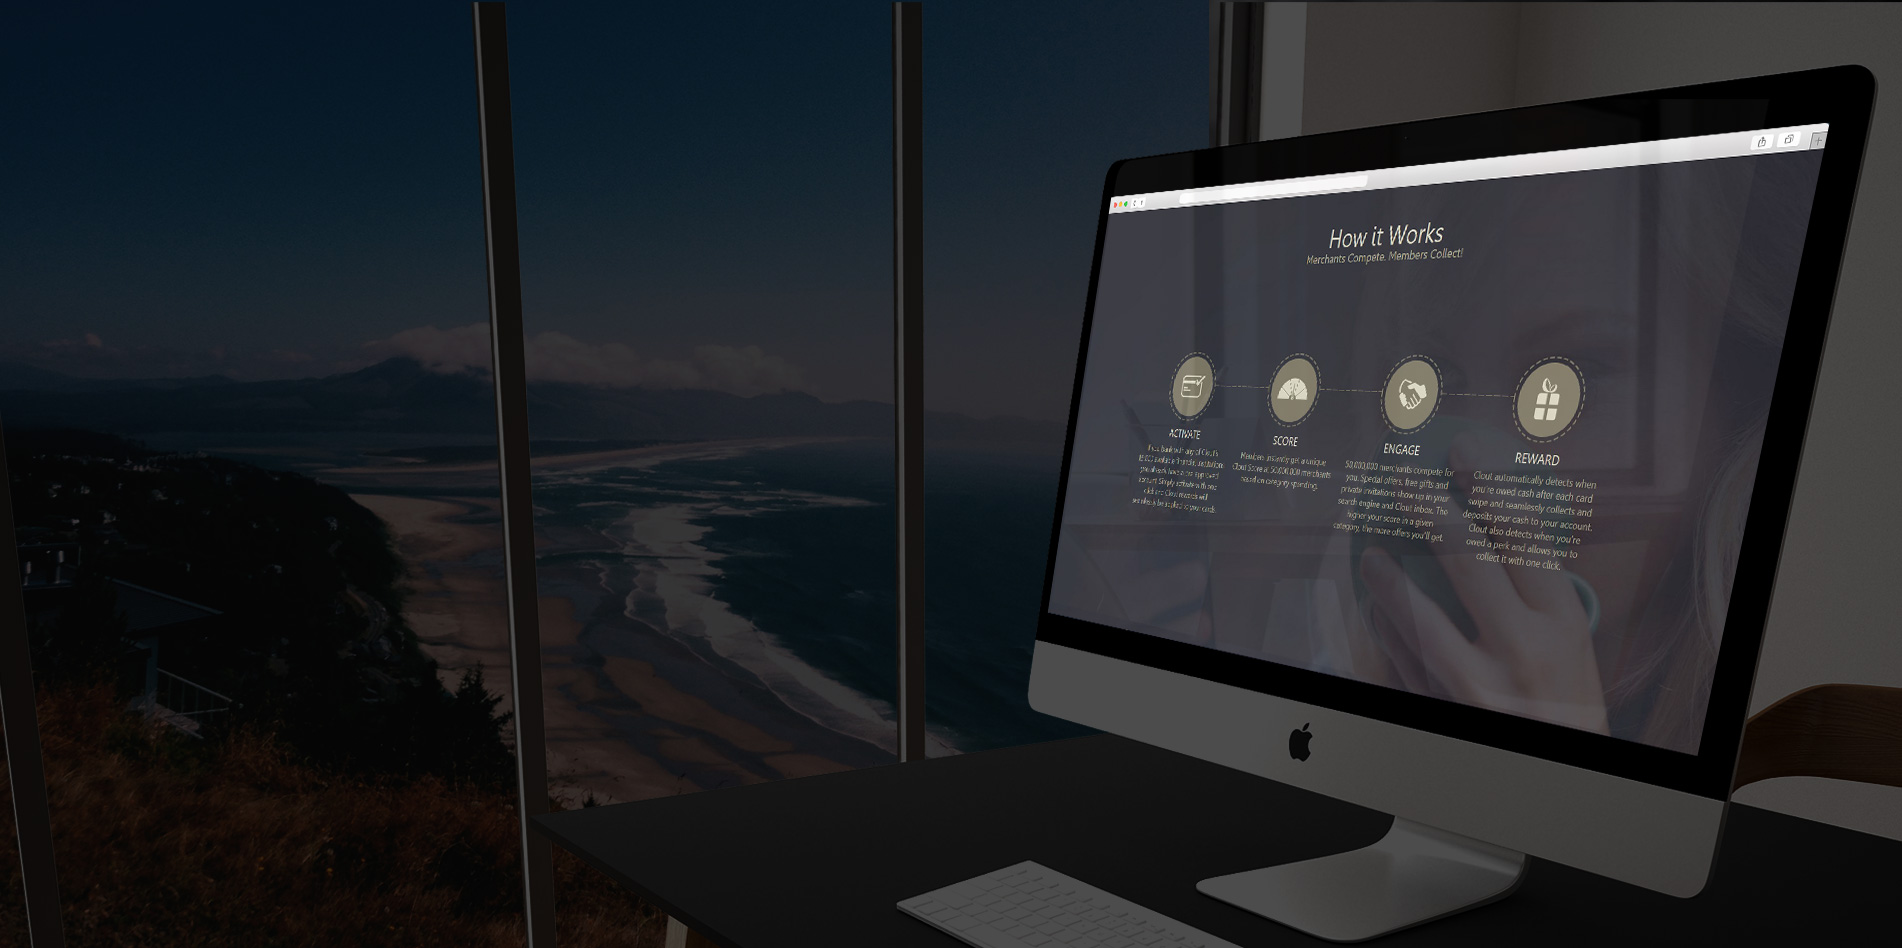 How it Works
Merchants Compete. Members Collect!
ACTIVATE
SCORE
Members instantly get a unique
Clout Score at 50,000,000 merchants
based on category spending.
ENGAGE
50,000,000 merchants compete for
you. Special offers, free gifts and
private invitations show up in your
search engine and Clout inbox. The
higher your score in a given
category, the more offers you'll get.
REWARD
Clout automatically detects when
you're owed cash after each card
swipe and seamlessly collects and
deposits your cash to your account.
Clout also detects when you're
owed a perk and allows you to
collect it with one click.